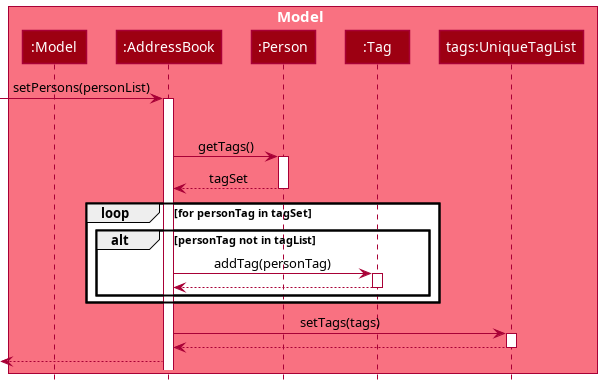 Model
:Model
:AddressBook
:Person
:Tag
tags:UniqueTagList
setPersons(personList)
getTags()
tagSet
loop [for personTag in tagSet]
alt [personTag not in tagList]
addTag(personTag)
setTags(tags)